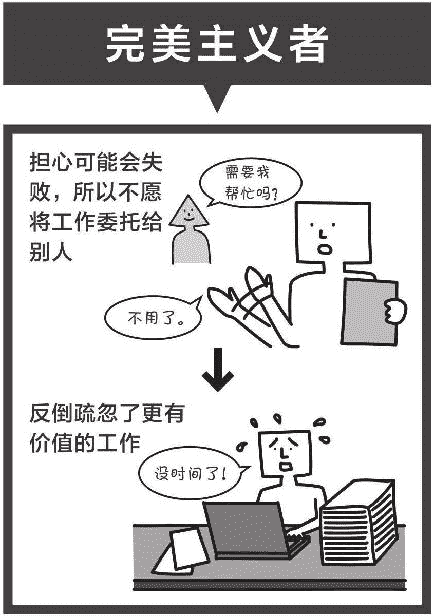 完美主义者
担心可能会失
败，所以不愿
将工作委托给
别人
需要我
帮忙吗？
不用了。
反倒疏忽了更有
价值的工作
没时间了！